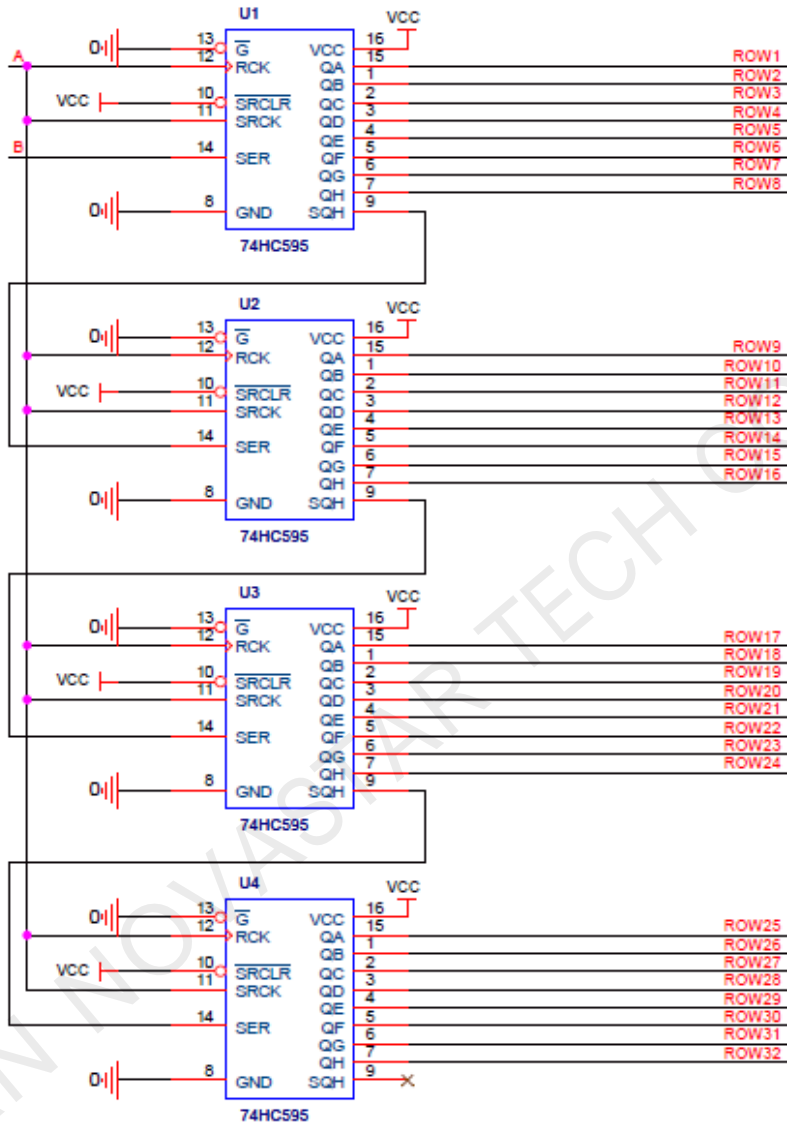 U1
VCC
0 13 G 16
A 12 RCK VCC 15 ROW1
QA 1 ROW2
VCC 10 SRCLR QB 2 ROW3
11 SRCK QC 3 ROW4
QD 4 ROW5
B 14 SER QE 5 ROW6
QF 6 ROW7
QG 7 ROW8
0 8 GND QH 9
SQH
74HC595
U2
VCC
0 13 G VCC 16
12 RCK QA 15 ROW9
QB 1 ROW10
VCC 10 SRCLR QC 2 ROW11
11 SRCK QD 3 ROW12
QE 4 ROW13
14 SER QF 5 ROW14
QG 6 ROW15
QH 7 ROW16
0 8 GND SQH 9
74HC595
U3
VCC
0 13 G VCC 16
12 RCK QA 15 ROW17
QB 1 ROW18
VCC 10 SRCLR QC 2 ROW19
11 SRCK QD 3 ROW20
QE 4 ROW21
14 SER QF 5 ROW22
QG 6 ROW23
QH 7 ROW24
0 8 GND SQH 9
74HC595
U4
VCC
0 13 G VCC 16
12 RCK QA 15 ROW25
QB 1 ROW26
VCC 10 SRCLR QC 2 ROW27
11 SRCK QD 3 ROW28
QE 4 ROW29
14 SER QF 5 ROW30
QG 6 ROW31
QH 7 ROW32
0 8 GND SQH 9
74HC595
NOVASTAR TECH